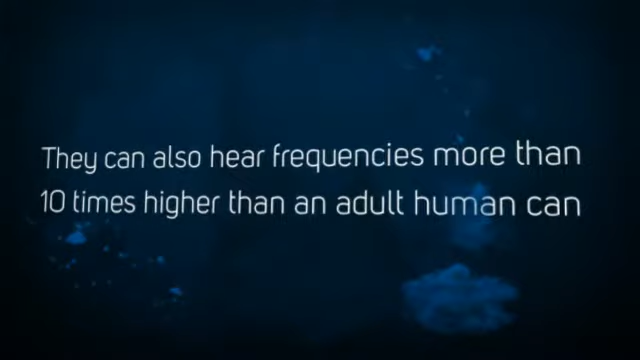 They can also hear frequencies more than
10 times higher than an adult human can